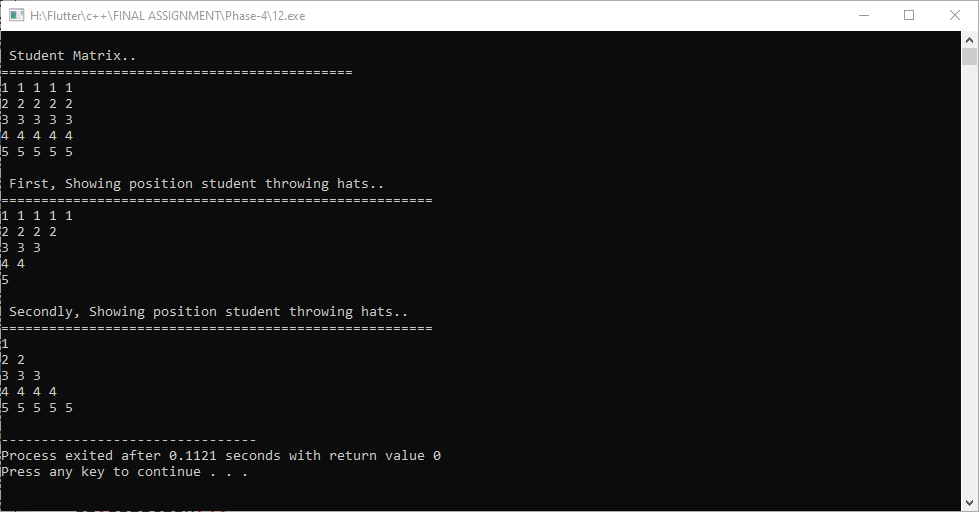 H:\Flutter\c++\FINAL ASSIGNMENT\Phase-4\12.exe
Student Matrix..
============================================
1 1 1 1 1
2 2 2 2 2
3 3 3 3 3
4 4 4 4 4
5 5 5 5 5
First, Showing position student throwing hats..
======================================================
1 1 1 1 1
2 2 2 2
3 3 3
4 4
5
Secondly, Showing position student throwing hats..
======================================================
1
2 2
3 3 3
4 4 4 4
5 5 5 5 5
--------------------------------
Process exited after 0.1121 seconds with return value 0
Press any key to continue . . .